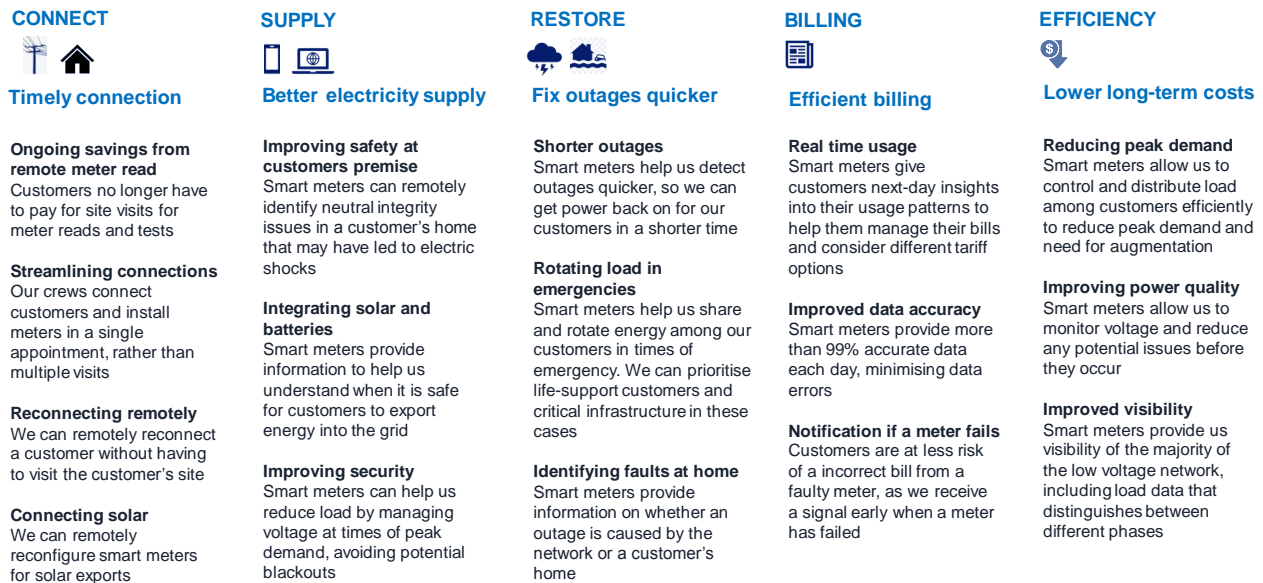 CONNECT
Timely connection
Ongoing savings from
remote meter read
Customers no longer have
to pay for site visits for
meter reads and tests
Streamlining connections
Our crews connect
customers and install
meters in a single
appointment, rather than
multiple visits
Reconnecting remotely
We can remotely reconnect
a customer without having
to visit the customer's site
Connecting solar
We can remotely
reconfigure smart meters
for solar exports
SUPPLY
Better electricity supply
Improving safety at
customers premise
Smart meters can remotely
identify neutral integrity
issues in a customer's home
that may have led to electric
shocks
Integrating solar and
batteries
Smart meters provide
information to help us
understand when it is safe
for customers to export
energy into the grid
Improving security
Smart meters can help us
reduce load by managing
voltage at times of peak
demand, avoiding potential
blackouts
RESTORE
Fix outages quicker
Shorter outages
Smart meters help us detect
outages quicker, so we can
get power back on for our
customers in a shorter time
Rotating load in
emergencies
Smart meters help us share
and rotate energy among our
customers in times of
emergency. We can prioritise
life-support customers and
critical infrastructure in these
cases
Identifying faults at home
Smart meters provide
information on whether an
outage is caused by the
network or a customer's
home
BILLING
Efficient billing
Real time usage
Smart meters give
customers next-day insights
into their usage patterns to
help them manage their bills
and consider different tariff
options
Improved data accuracy
Smart meters provide more
than 99% accurate data
each day, minimising data
errors
Notification if a meter fails
Customers are at less risk
of a incorrect bill from a
faulty meter, as we receive
a signal early when a meter
has failed
EFFICIENCY
$
Lower long-term costs
Reducing peak demand
Smart meters allow us to
control and distribute load
among customers efficiently
to reduce peak demand and
need for augmentation
Improving power quality
Smart meters allow us to
monitor voltage and reduce
any potential issues before
they occur
Improved visibility
Smart meters provide us
visibility of the majority of
the low voltage network,
including load data that
distinguishes between
different phases